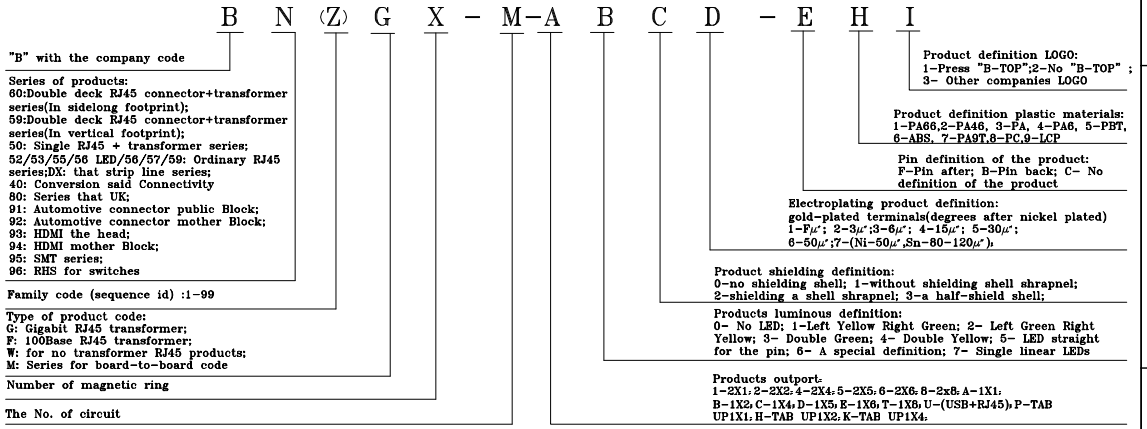 B N (Z) G X - M-A B C D - E H I
"B" with the company code
Series of products:
60:Double deck RJ45 connector+transformer
series(In sidelong footprint);
59:Double deck RJ45 connector+transformer
series(In vertical footprint);
50: Single RJ45 + transformer series;
52/53/55/56 LED/56/57/59: Ordinary RJ45
series;DX: that strip line series;
40: Conversion said Connectivity
80: Series that UK;
91: Automotive connector public Block;
92: Automotive connector mother Block;
93: HDMI the head;
94: HDMI mother Block;
95: SMT series;
96: RHS for switches
Family code (sequence id) :1-99
Type of product code:
G: Gigabit RJ45 transformer;
F: 100Base RJ45 transformer;
W: for no transformer RJ45 products;
M: Series for board-to-board code
Number of magnetic ring
The No. of circuit
Product definition LOGO:
1-Press "B-TOP";2-No "B-TOP" ;
3- Other companies LOGO
Product definition plastic materials:
1-PA66,2-PA46, 3-PA, 4-PA6, 5-PBT,
6-ABS, 7-PA9T,8-PC,9-LCP
Pin definition of the product:
F-Pin after; B-Pin back; C- No
definition of the product
Electroplating product definition:
gold-plated terminals(degrees after nickel plated)
1-Fμ"; 2-3μ";3-6μ"; 4-15μ"; 5-30μ";
6-50μ";7-(Ni-50μ",Sn-80-120μ");
Product shielding definition:
0-no shielding shell; 1-without shielding shell shrapnel;
2-shielding a shell shrapnel; 3-a half-shield shell;
Products luminous definition:
0- No LED; 1-Left Yellow Right Green; 2- Left Green Right
Yellow; 3- Double Green; 4- Double Yellow; 5- LED straight
for the pin; 6- A special definition; 7- Single linear LEDs
Products outport:
1-2X1; 2-2X2; 4-2X4; 5-2X5; 6-2X6; 8-2x8; A-1X1;
B-1X2; C-1X4; D-1X5; E-1X6; T-1X8; U-(USB+RJ45); P-TAB
UP1X1; H-TAB UP1X2; K-TAB UP1X4;